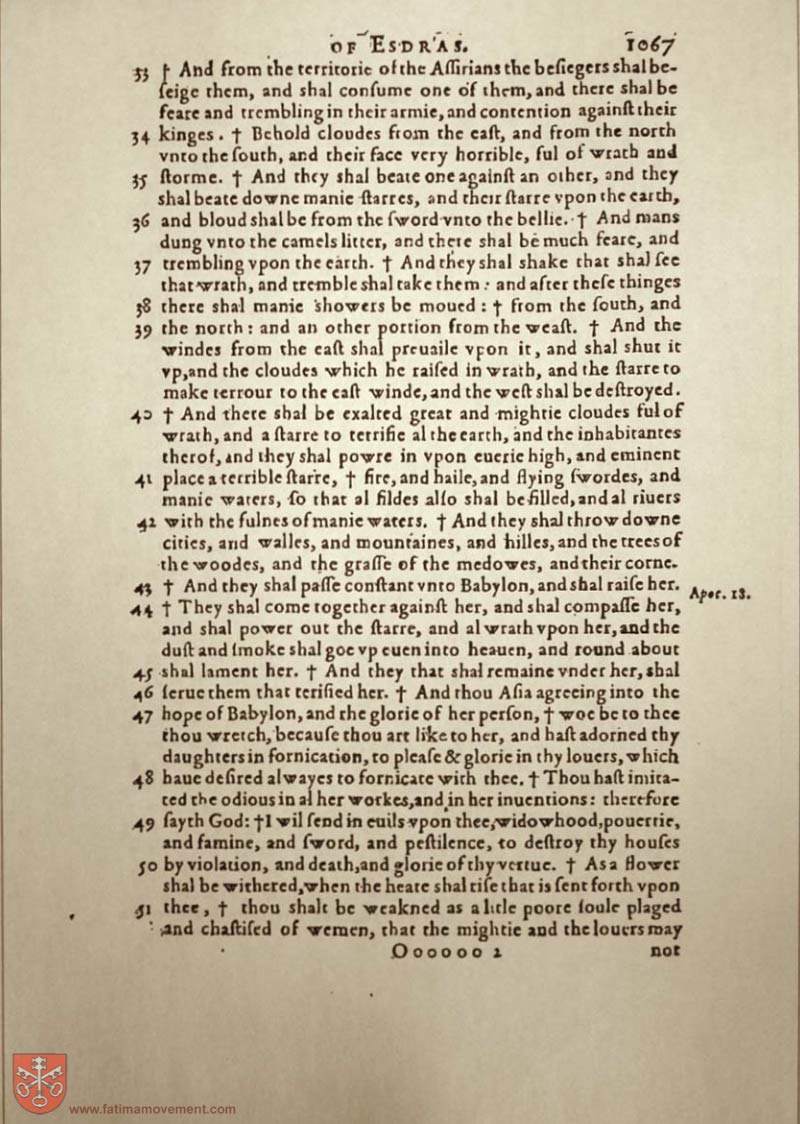 OF ESDRAS. 1067
33 † And from the territorie of the Aſſirians the beſiegers shal be-
ſeige them, and shal conſume one of them, and there shal be
feare and trembling in their armie, and contention againſt their
34 kinges. † Behold cloudes from the eaſt, and from the north
vnto the ſouth, and their face very horrible, ful of wrath and
35 ſtorme. † And they shal beate one againſt an other, and they
shal beate downe manie ſtarres, and their ſtarre vpon the earth,
36 and bloud shal be from the ſword vnto the bellie. † And mans
dung vnto the camels litter, and there shal be much feare, and
37 trembling vpon the earth. † And they shal shake that shal ſee
that wrath, and tremble shal take them: and after theſe thinges
38 there shal manie showers be moued: † from the ſouth, and
39 the north: and an other portion from the weaſt. † And the
windes from the eaſt shal preuaile vpon it, and shal shut it
vp, and the cloudes which he raiſed in wrath, and the ſtarre to
make terrour to the eaſt winde, and the weſt shal be deſtroyed.
40 † And there shal be exalted great and mightie cloudes ful of
wrath, and a ſtarre to terrifie al the earth, and the inhabitantes
therof, and they shal powre in vpon euerie high, and eminent
41 place a terrible ſtarre, † fire, and haile, and flying ſwordes, and
manie waters, ſo that al fildes alſo shal be filled, and al riuers
42 with the fulnes of manie waters. † And they shal throw downe
cities, and walles, and mountaines, and hilles, and the trees of
the woodes, and the graſſe of the medowes, and their corne.
43 † And they shal paſſe conſtant vnto Babylon, and shal raiſe her. Apoc. 18.
44 † They shal come together againſt her, and shal compaſſe her,
and shal power out the ſtarre, and al wrath vpon her, and the
duſt and ſmoke shal goe vp euen into heauen, and round about
45 shal lament her. † And they that shal remaine vnder her, shal
46 ſerue them that terified her. † And thou Aſia agreeing into the
47 hope of Babylon, and the glorie of her perſon, † woe be to thee
thou wretch, becauſe thou art like to her, and haſt adorned thy
daughters in fornication, to pleaſe & glorie in thy louers, which
48 haue deſired alwayes to fornicate with thee. † Thou haſt imita-
ted the odious in al her workes, and in her inuentions: therefore
49 ſayth God: † I wil ſend in euils vpon thee, widowhood, pouertie,
and famine, and ſword, and peſtilence, to deſtroy thy houſes
50 by violation, and death, and glorie of thy vertue. † As a flower
shal be withered, when the heate shal riſe that is ſent forth vpon
51 thee, † thou shalt be weakned as a litle poore ſoule plaged
and chaſtiſed of wemen, that the mightie and the louers may
Oooooo 2 not
www.fatimamovement.com